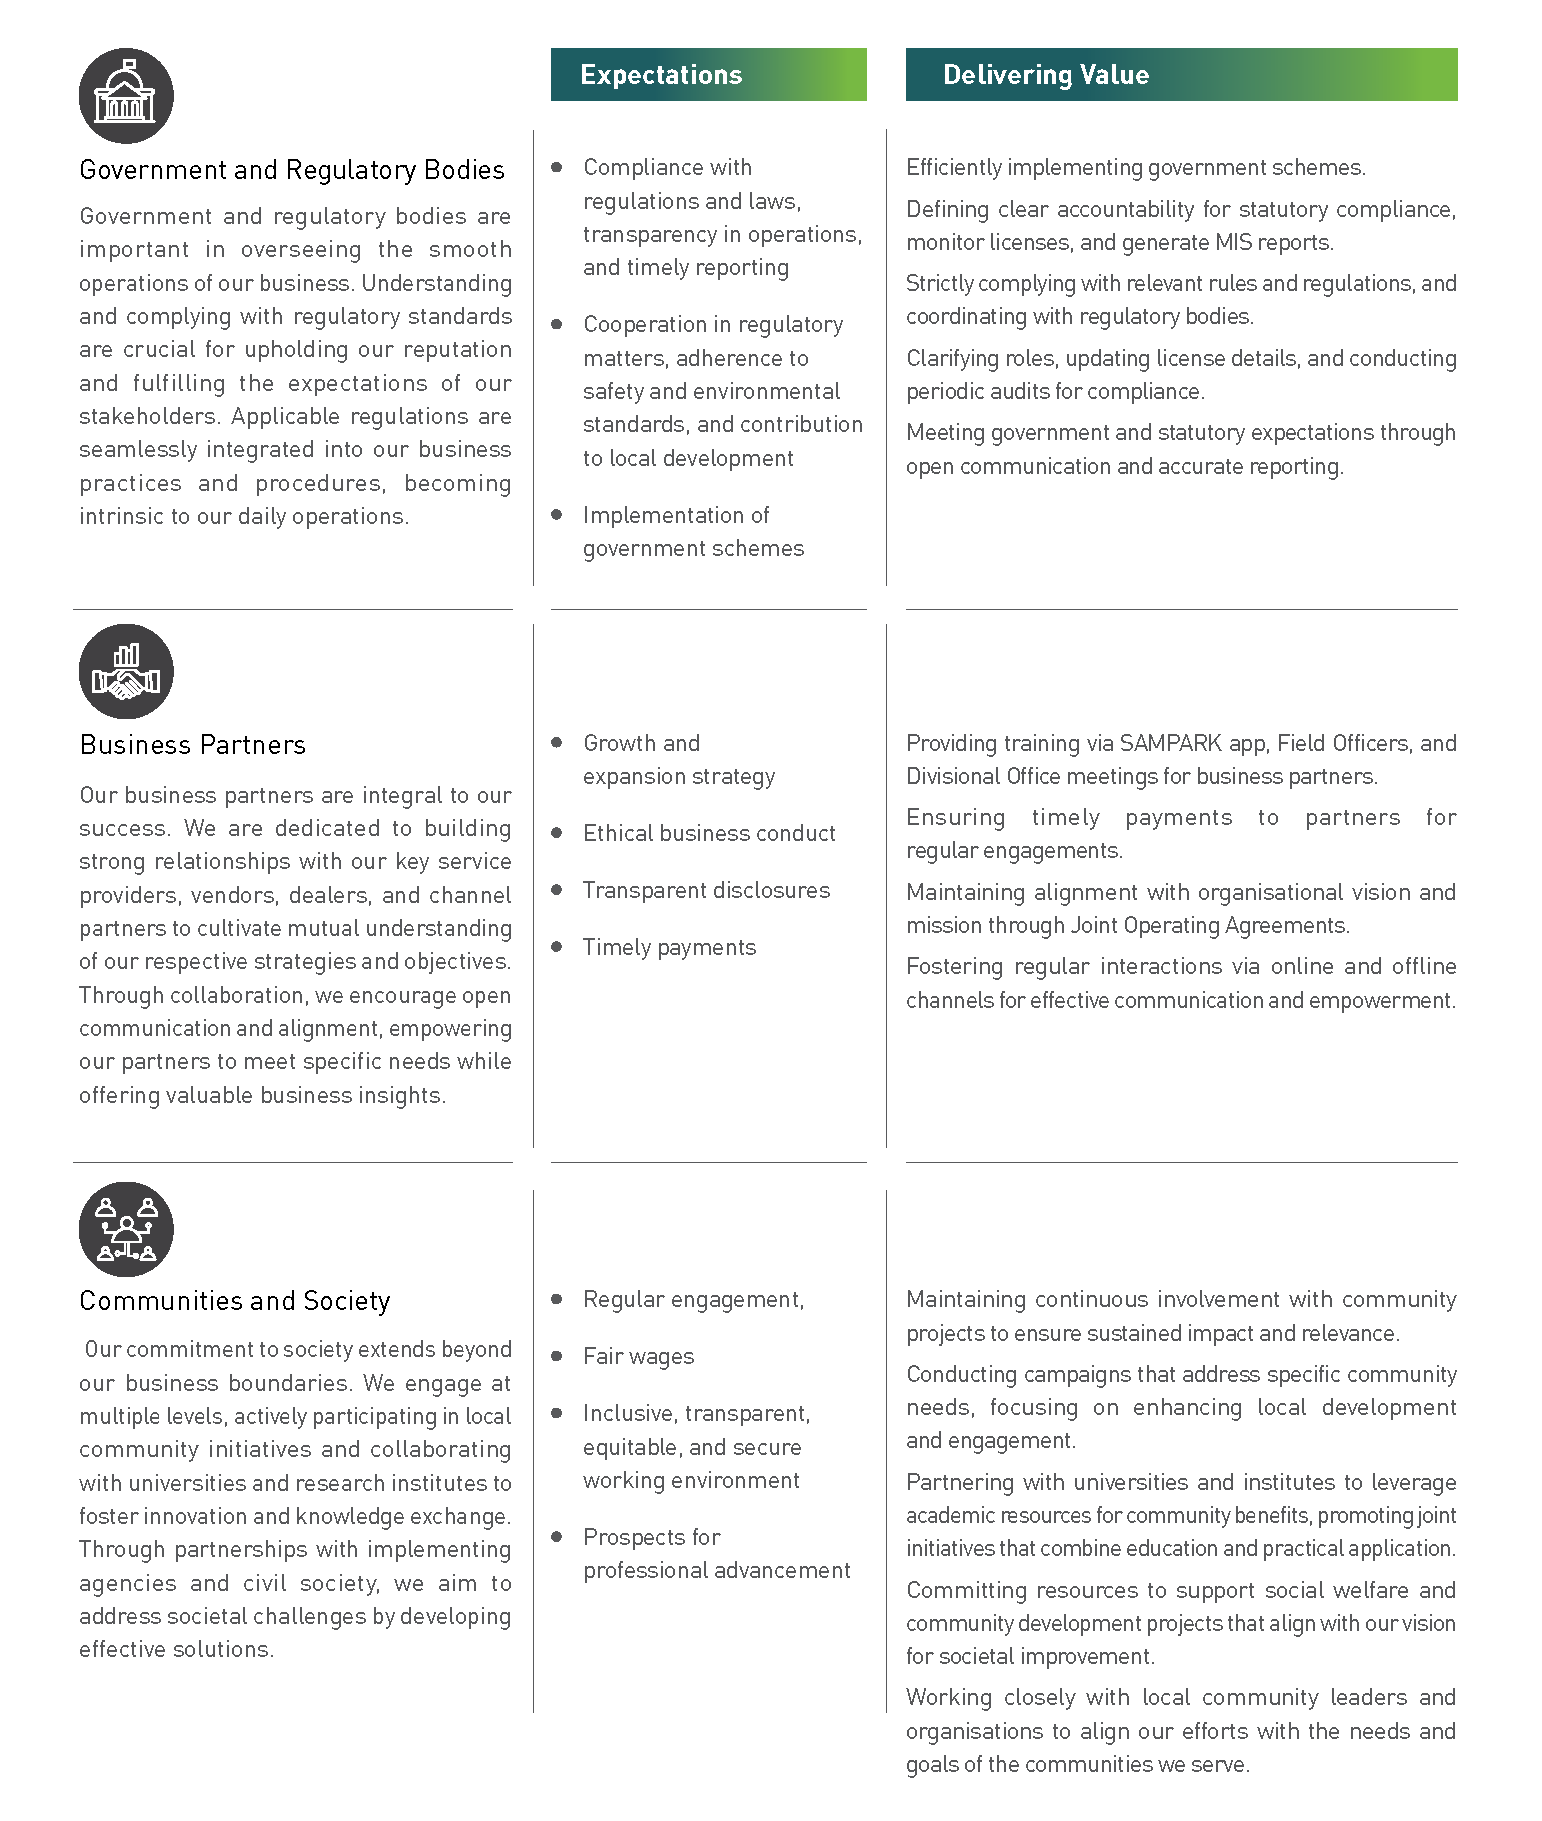 Expectations
Delivering Value
Government and Regulatory Bodies
Government and regulatory bodies are
important in overseeing the smooth
operations of our business. Understanding
and complying with regulatory standards
are crucial for upholding our reputation
and fulfilling the expectations of our
stakeholders. Applicable regulations are
seamlessly integrated into our business
practices and procedures, becoming
intrinsic to our daily operations.
● Compliance with
regulations and laws,
transparency in operations,
and timely reporting
● Cooperation in regulatory
matters, adherence to
safety and environmental
standards, and contribution
to local development
● Implementation of
government schemes
Efficiently implementing government schemes.
Defining clear accountability for statutory compliance,
monitor licenses, and generate MIS reports.
Strictly complying with relevant rules and regulations, and
coordinating with regulatory bodies.
Clarifying roles, updating license details, and conducting
periodic audits for compliance.
Meeting government and statutory expectations through
open communication and accurate reporting.
Business Partners
Our business partners are integral to our
success. We are dedicated to building
strong relationships with our key service
providers, vendors, dealers, and channel
partners to cultivate mutual understanding
of our respective strategies and objectives.
Through collaboration, we encourage open
communication and alignment, empowering
our partners to meet specific needs while
offering valuable business insights.
● Growth and
expansion strategy
● Ethical business conduct
● Transparent disclosures
● Timely payments
Providing training via SAMPARK app, Field Officers, and
Divisional Office meetings for business partners.
Ensuring timely payments to partners for
regular engagements.
Maintaining alignment with organisational vision and
mission through Joint Operating Agreements.
Fostering regular interactions via online and offline
channels for effective communication and empowerment.
Communities and Society
Our commitment to society extends beyond
our business boundaries. We engage at
multiple levels, actively participating in local
community initiatives and collaborating
with universities and research institutes to
foster innovation and knowledge exchange.
Through partnerships with implementing
agencies and civil society, we aim to
address societal challenges by developing
effective solutions.
● Regular engagement,
● Fair wages
● Inclusive, transparent,
equitable, and secure
working environment
● Prospects for
professional advancement
Maintaining continuous involvement with community
projects to ensure sustained impact and relevance.
Conducting campaigns that address specific community
needs, focusing on enhancing local development
and engagement.
Partnering with universities and institutes to leverage
academic resources for community benefits, promoting joint
initiatives that combine education and practical application.
Committing resources to support social welfare and
community development projects that align with our vision
for societal improvement.
Working closely with local community leaders and
organisations to align our efforts with the needs and
goals of the communities we serve.